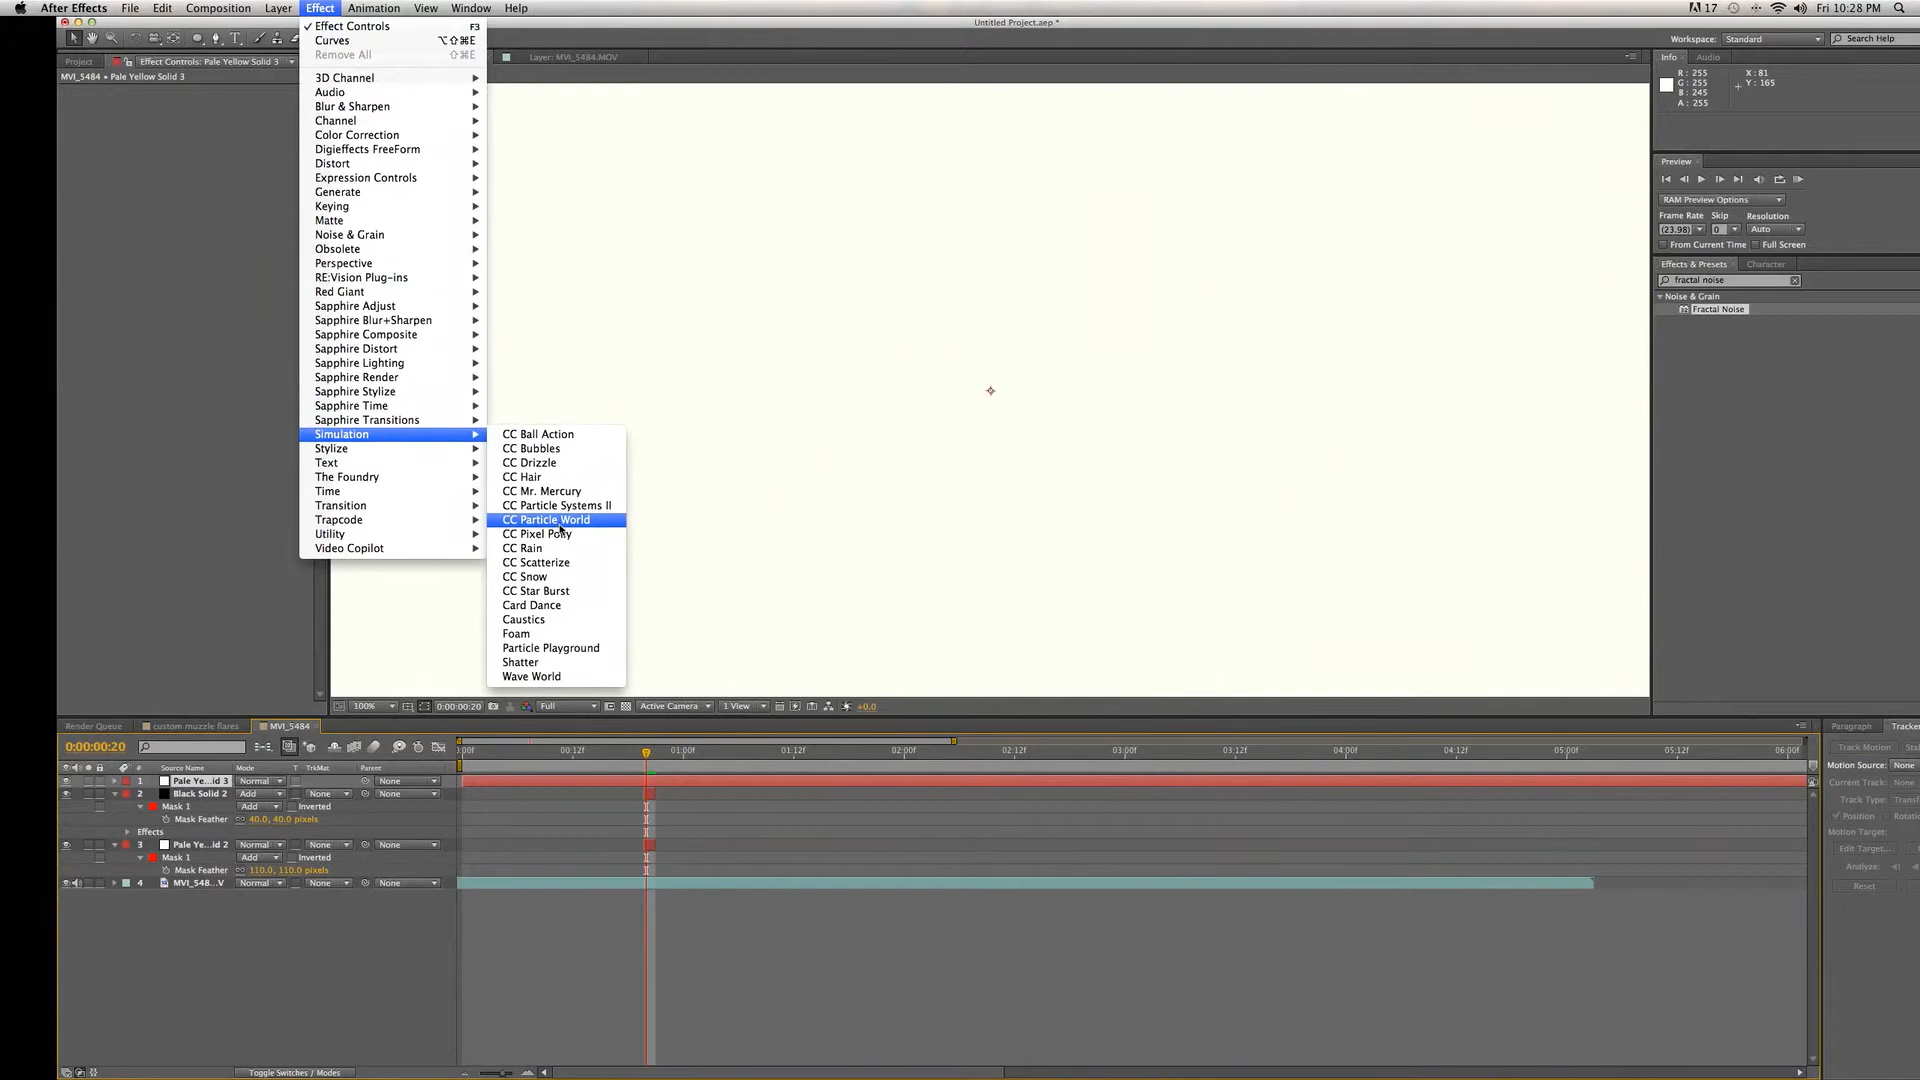 After Effects File Edit Composition Layer Effect Animation View Window Help
17 Fri 10:28 PM
Untitled Project.aep *
Workspace: Standard Search Help
Project Effect Controls: Pale Yellow Solid 3 Layer: MVI_5484.MOV
MVI_5484 • Pale Yellow Solid 3
✓ Effect Controls F3
Curves ⌥⇧⌘E
Remove All ⇧⌘E
3D Channel
Audio
Blur & Sharpen
Channel
Color Correction
Digieffects FreeForm
Distort
Expression Controls
Generate
Keying
Matte
Noise & Grain
Obsolete
Perspective
RE:Vision Plug-ins
Red Giant
Sapphire Adjust
Sapphire Blur+Sharpen
Sapphire Composite
Sapphire Distort
Sapphire Lighting
Sapphire Render
Sapphire Stylize
Sapphire Time
Sapphire Transitions
Simulation
Stylize
Text
The Foundry
Time
Transition
Trapcode
Utility
Video Copilot
CC Ball Action
CC Bubbles
CC Drizzle
CC Hair
CC Mr. Mercury
CC Particle Systems II
CC Particle World
CC Pixel Polly
CC Rain
CC Scatterize
CC Snow
CC Star Burst
Card Dance
Caustics
Foam
Particle Playground
Shatter
Wave World
Info Audio
R: 255 X: 81
G: 255 Y: 165
B: 245
A: 255
Preview
RAM Preview Options
Frame Rate Skip Resolution
(23.98) 0 Auto
From Current Time Full Screen
Effects & Presets Character
fractal noise
Noise & Grain
Fractal Noise
100% 0:00:00:20 Full Active Camera 1 View +0.0
Render Queue custom muzzle flares MVI_5484
0:00:00:20
:00f 00:12f 01:00f 01:12f 02:00f 02:12f 03:00f 03:12f 04:00f 04:12f 05:00f 05:12f 06:00f
# Source Name Mode T TrkMat Parent
1 Pale Ye...id 3 Normal None
2 Black Solid 2 Add None None
Mask 1 Add Inverted
Mask Feather 40.0, 40.0 pixels
Effects
3 Pale Ye...id 2 Normal None None
Mask 1 Add Inverted
Mask Feather 110.0, 110.0 pixels
4 MVI_548...V Normal None None
Toggle Switches / Modes
Paragraph Tracker
Track Motion Sta
Motion Source: None
Current Track: None
Track Type: Transf
Position Rotatio
Motion Target:
Edit Target...
Analyze:
Reset